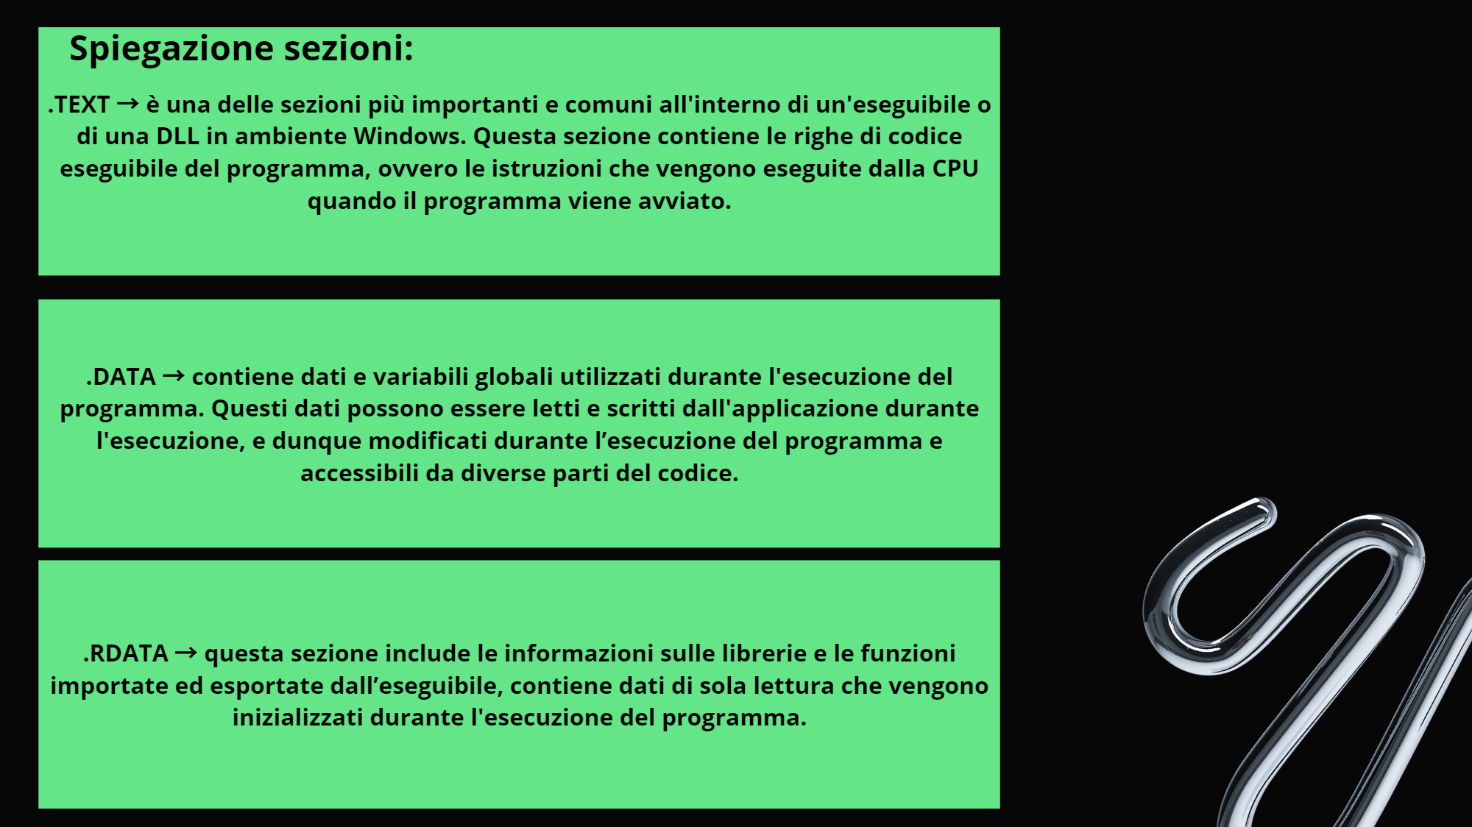 Spiegazione sezioni:
.TEXT → è una delle sezioni più importanti e comuni all'interno di un'eseguibile o
di una DLL in ambiente Windows. Questa sezione contiene le righe di codice
eseguibile del programma, ovvero le istruzioni che vengono eseguite dalla CPU
quando il programma viene avviato.
.DATA → contiene dati e variabili globali utilizzati durante l'esecuzione del
programma. Questi dati possono essere letti e scritti dall'applicazione durante
l'esecuzione, e dunque modificati durante l’esecuzione del programma e
accessibili da diverse parti del codice.
.RDATA → questa sezione include le informazioni sulle librerie e le funzioni
importate ed esportate dall’eseguibile, contiene dati di sola lettura che vengono
inizializzati durante l'esecuzione del programma.